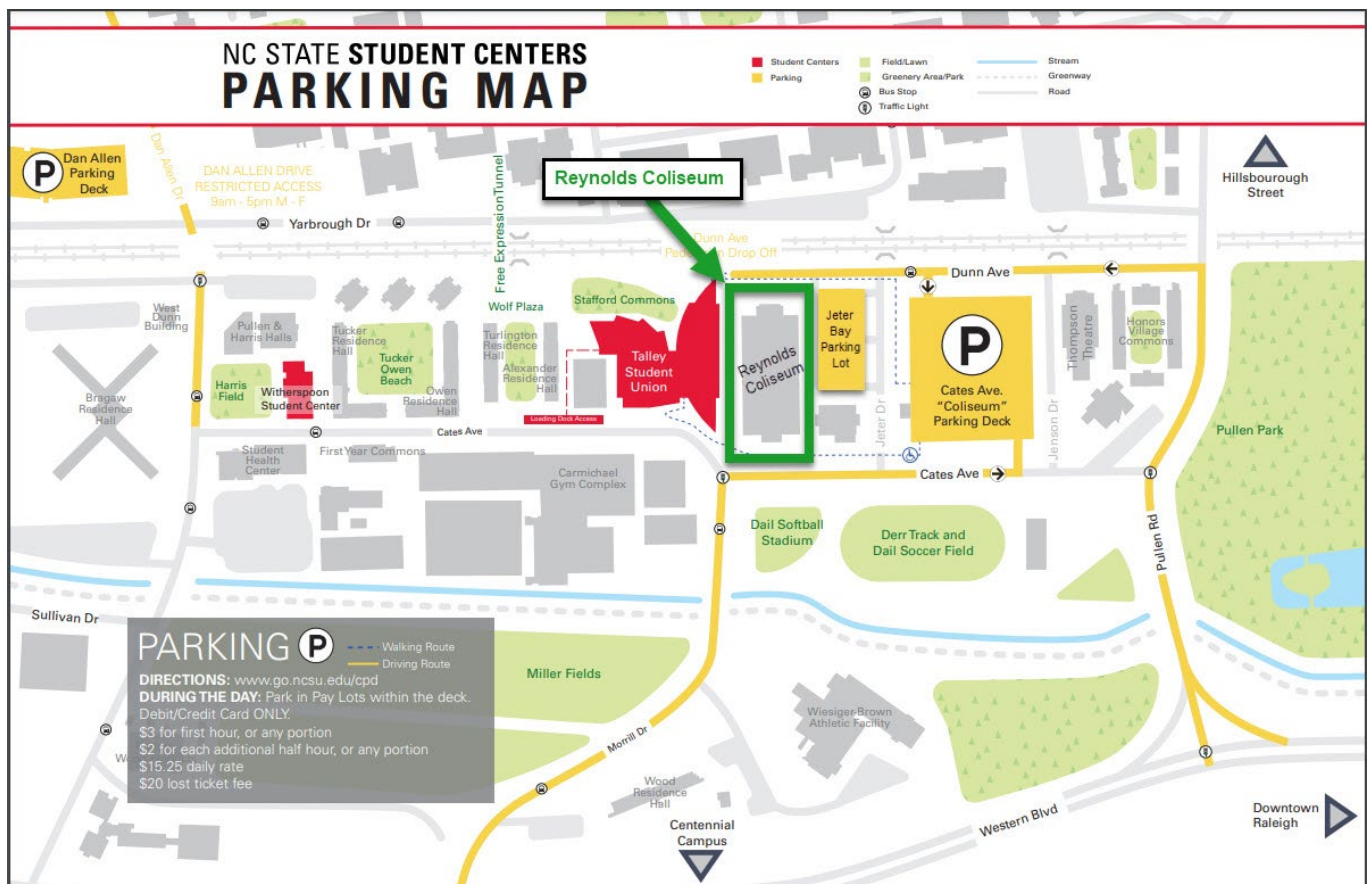 NC STATE STUDENT CENTERS
PARKING MAP
Student Centers
Parking
Field/Lawn
Greenery Area/Park
Bus Stop
Traffic Light
Stream
Greenway
Road
P
Dan Allen
Parking
Deck
Dan Allen Dr
DAN ALLEN DRIVE
RESTRICTED ACCESS
9am - 5pm M - F
Yarbrough Dr
Free Expression Tunnel
Reynolds Coliseum
Hillsbourough
Street
Dunn Ave
Drop Off
Dunn Ave
West
Dunn
Building
Pullen &
Harris Halls
Tucker
Residence
Hall
Wolf Plaza
Stafford Commons
Turlington
Residence
Hall
Alexander
Residence
Hall
Tucker
Owen
Beach
Owen
Residence
Hall
Harris
Field
Witherspoon
Student Center
Bragaw
Residence
Hall
Talley
Student
Union
Loading Dock Access
Reynolds
Coliseum
Jeter
Bay
Parking
Lot
Jeter Dr
P
Cates Ave.
"Coliseum"
Parking Deck
Thompson
Theatre
Honors
Village
Commons
Jenson Dr
Pullen Park
Cates Ave
Student
Health
Center
First Year Commons
Carmichael
Gym Complex
Cates Ave
Dail Softball
Stadium
Derr Track and
Dail Soccer Field
Pullen Rd
Sullivan Dr
PARKING P
Walking Route
Driving Route
DIRECTIONS: www.go.ncsu.edu/cpd
DURING THE DAY: Park in Pay Lots within the deck.
Debit/Credit Card ONLY.
$3 for first hour, or any portion
$2 for each additional half hour, or any portion
$15.25 daily rate
$20 lost ticket fee
Miller Fields
Morrill Dr
Wiesiger-Brown
Athletic Facility
Wood
Residence
Hall
Centennial
Campus
Western Blvd
Downtown
Raleigh